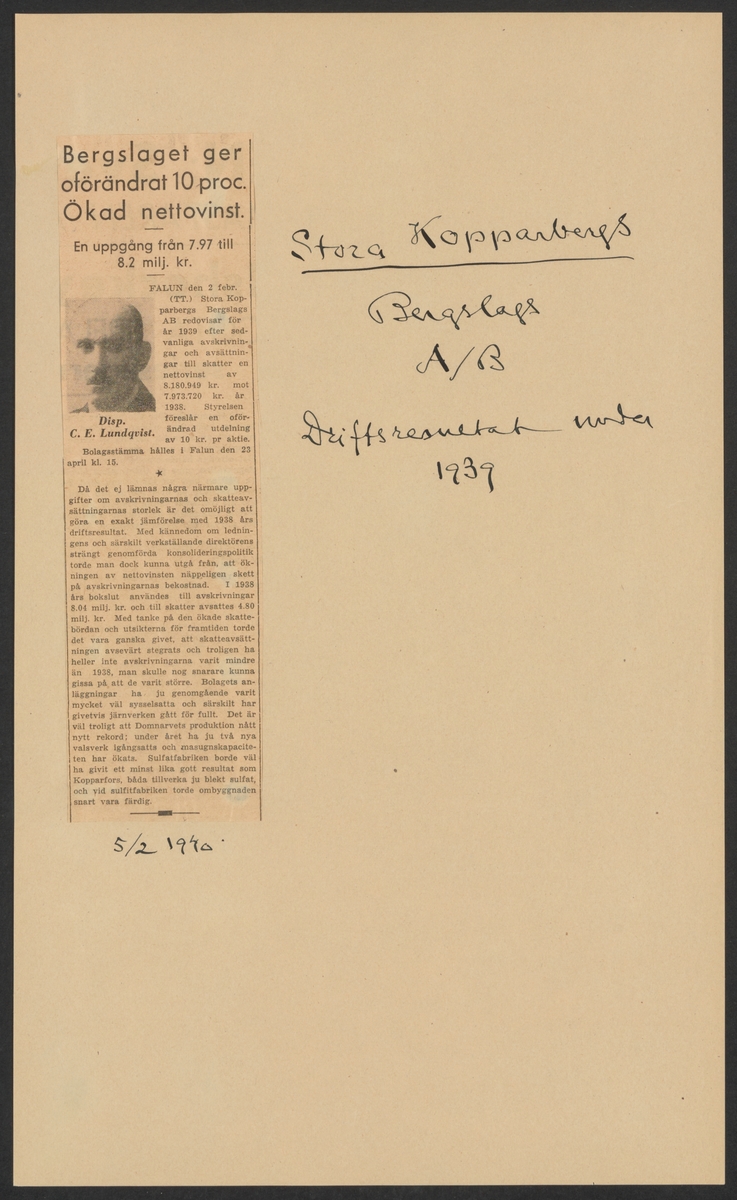 Bergslaget ger
oförändrat 10 proc.
Ökad nettovinst.
En uppgång från 7.97 till
8.2 milj. kr.
FALUN den 2 febr.
(TT.) Stora Kop-
parbergs Bergslags
AB redovisar för
år 1939 efter sed-
vanliga avskrivnin-
gar och avsättnin-
gar till skatter en
nettovinst av
8.180.949 kr. mot
7.973.720 kr. år
1938. Styrelsen
föreslår en oför-
ändrad utdelning
av 10 kr. pr aktie.
Disp.
C. E. Lundqvist.
Bolagsstämma hålles i Falun den 23
april kl. 15.
★
Då det ej lämnas några närmare upp-
gifter om avskrivningarnas och skatteav-
sättningarnas storlek är det omöjligt att
göra en exakt jämförelse med 1938 års
driftsresultat. Med kännedom om lednin-
gens och särskilt verkställande direktörens
strängt genomförda konsolideringspolitik
torde man dock kunna utgå från, att ök-
ningen av nettovinsten näppeligen skett
på avskrivningarnas bekostnad. I 1938
års bokslut användes till avskrivningar
8.04 milj. kr. och till skatter avsattes 4.80
milj. kr. Med tanke på den ökade skatte-
bördan och utsikterna för framtiden torde
det vara ganska givet, att skatteavsätt-
ningen avsevärt stegrats och troligen ha
heller inte avskrivningarna varit mindre
än 1938, man skulle nog snarare kunna
gissa på, att de varit större. Bolagets an-
läggningar ha ju genomgående varit
mycket väl sysselsatta och särskilt har
givetvis järnverken gått för fullt. Det är
väl troligt att Domnarvets produktion nått
nytt rekord; under året ha ju två nya
valsverk igångsatts och masugnskapacite-
ten har ökats. Sulfatfabriken borde väl
ha givit ett minst lika gott resultat som
Kopparfors, båda tillverka ju blekt sulfat,
och vid sulfitfabriken torde ombyggnaden
snart vara färdig.
5/2 1940.
Stora Kopparbergs
Bergslags
A/B
Driftsresultat under
1939